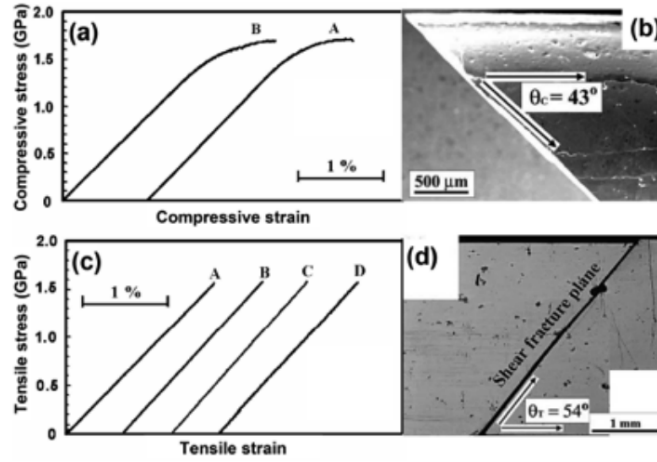 (a)
Compressive stress (GPa)
2.0
1.5
1.0
0.5
0
B
A
1 %
Compressive strain
(b)
θC = 43°
500 μm
(c)
Tensile stress (GPa)
2.0
1.5
1.0
0.5
0
A
B
C
D
1 %
Tensile strain
(d)
Shear fracture plane
θT = 54°
1 mm